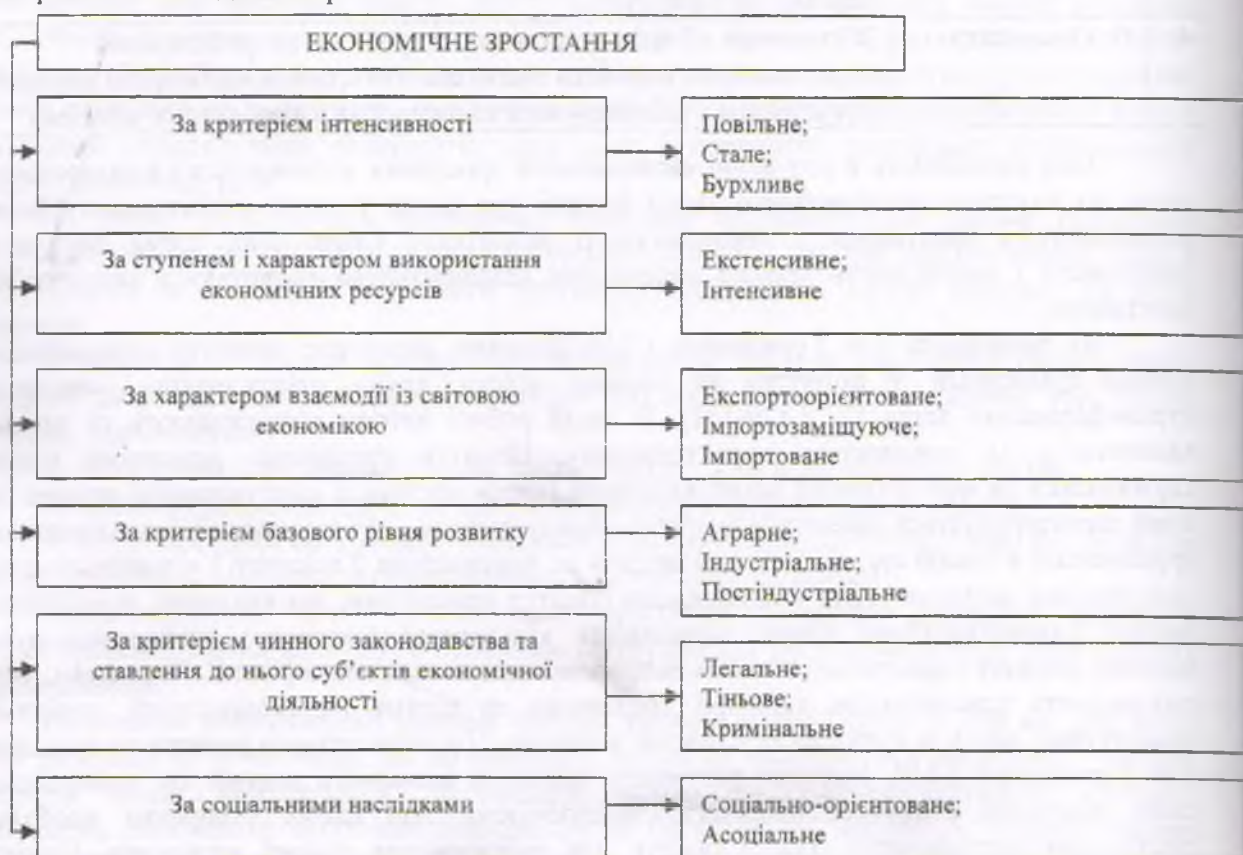 ЕКОНОМІЧНЕ ЗРОСТАННЯ
За критерієм інтенсивності
Повільне;
Стале;
Бурхливе
За ступенем і характером використання
економічних ресурсів
Екстенсивне;
Інтенсивне
За характером взаємодії із світовою
економікою
Експортоорієнтоване;
Імпортозаміщуюче;
Імпортоване
За критерієм базового рівня розвитку
Аграрне;
Індустріальне;
Постіндустріальне
За критерієм чинного законодавства та
ставлення до нього суб’єктів економічної
діяльності
Легальне;
Тіньове;
Кримінальне
За соціальними наслідками
Соціально-орієнтоване;
Асоціальне